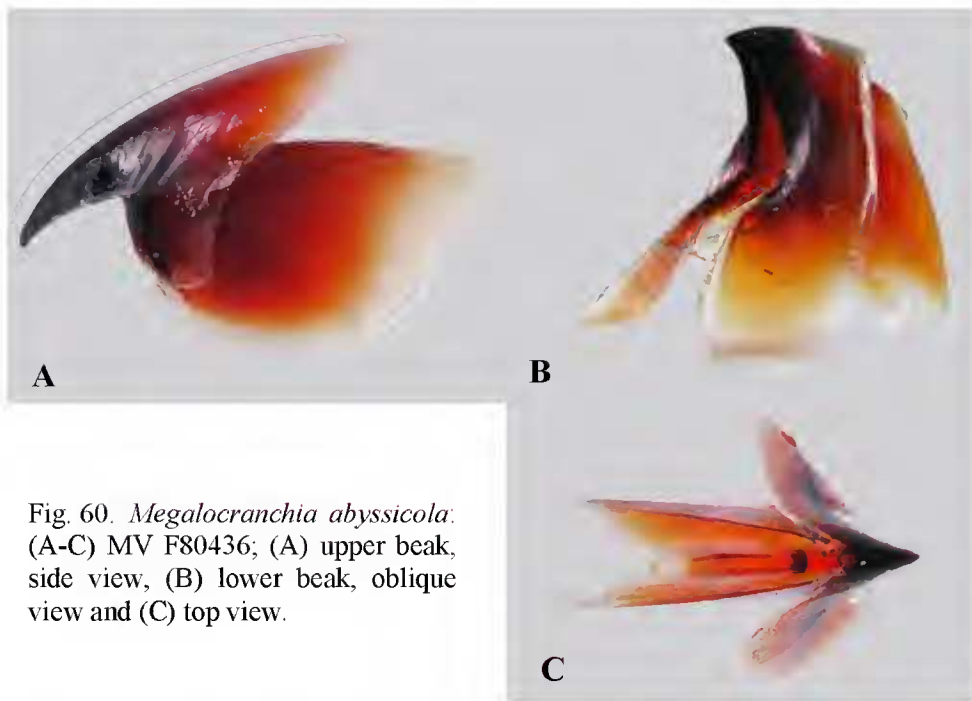 A
B
C
Fig. 60. Megalocranchia abyssicola:
(A-C) MV F80436; (A) upper beak,
side view, (B) lower beak, oblique
view and (C) top view.